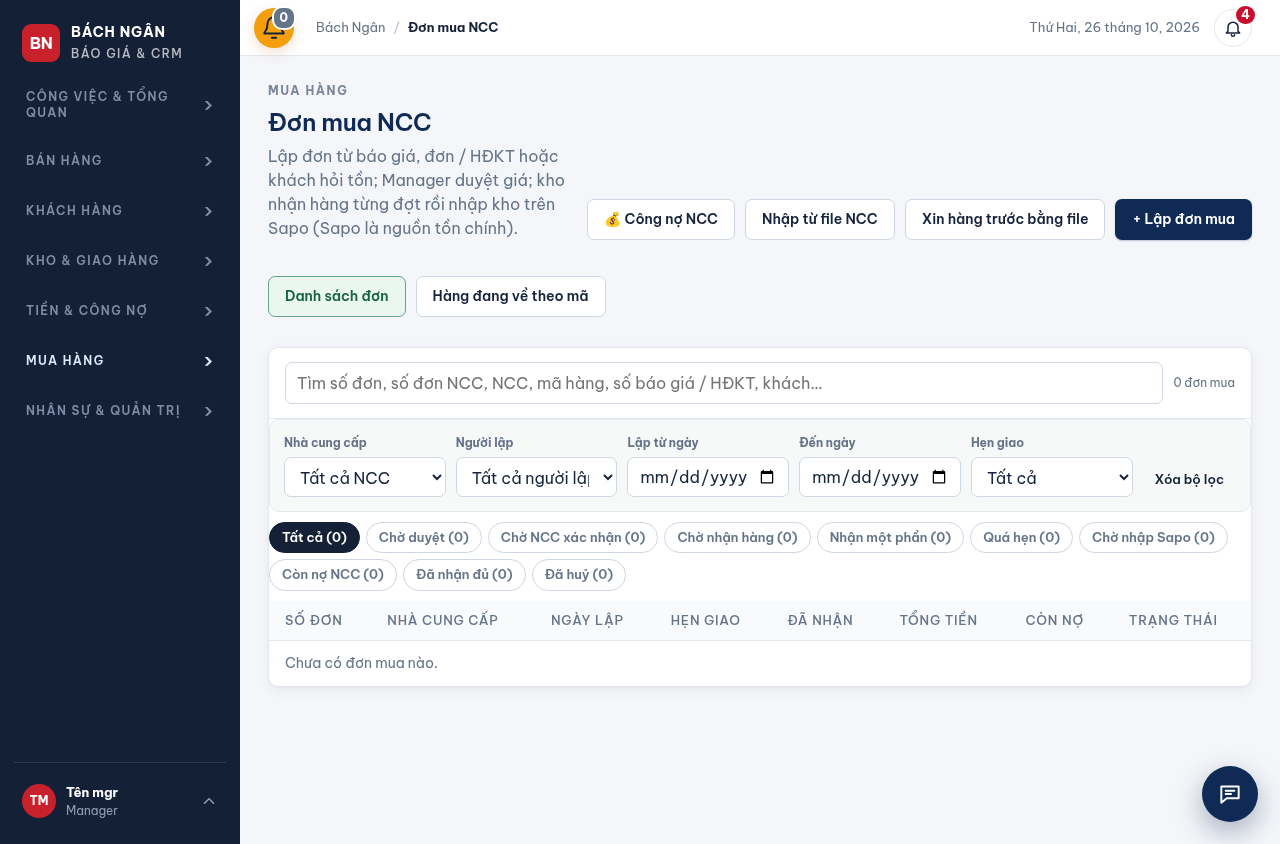 BN
BÁCH NGÂN
BÁO GIÁ & CRM
CÔNG VIỆC & TỔNG
QUAN
BÁN HÀNG
KHÁCH HÀNG
KHO & GIAO HÀNG
TIỀN & CÔNG NỢ
MUA HÀNG
NHÂN SỰ & QUẢN TRỊ
TM
Tên mgr
Manager
0
Bách Ngân / Đơn mua NCC
Thứ Hai, 26 tháng 10, 2026
4
MUA HÀNG
Đơn mua NCC
Lập đơn từ báo giá, đơn / HĐKT hoặc
khách hỏi tồn; Manager duyệt giá; kho
nhận hàng từng đợt rồi nhập kho trên
Sapo (Sapo là nguồn tồn chính).
💰 Công nợ NCC
Nhập từ file NCC
Xin hàng trước bằng file
+ Lập đơn mua
Danh sách đơn
Hàng đang về theo mã
Tìm số đơn, số đơn NCC, NCC, mã hàng, số báo giá / HĐKT, khách...
0 đơn mua
Nhà cung cấp
Người lập
Lập từ ngày
Đến ngày
Hẹn giao
Tất cả NCC
Tất cả người lập
mm/dd/yyyy
mm/dd/yyyy
Tất cả
Xóa bộ lọc
Tất cả (0)
Chờ duyệt (0)
Chờ NCC xác nhận (0)
Chờ nhận hàng (0)
Nhận một phần (0)
Quá hẹn (0)
Chờ nhập Sapo (0)
Còn nợ NCC (0)
Đã nhận đủ (0)
Đã huỷ (0)
SỐ ĐƠN
NHÀ CUNG CẤP
NGÀY LẬP
HẸN GIAO
ĐÃ NHẬN
TỔNG TIỀN
CÒN NỢ
TRẠNG THÁI
Chưa có đơn mua nào.